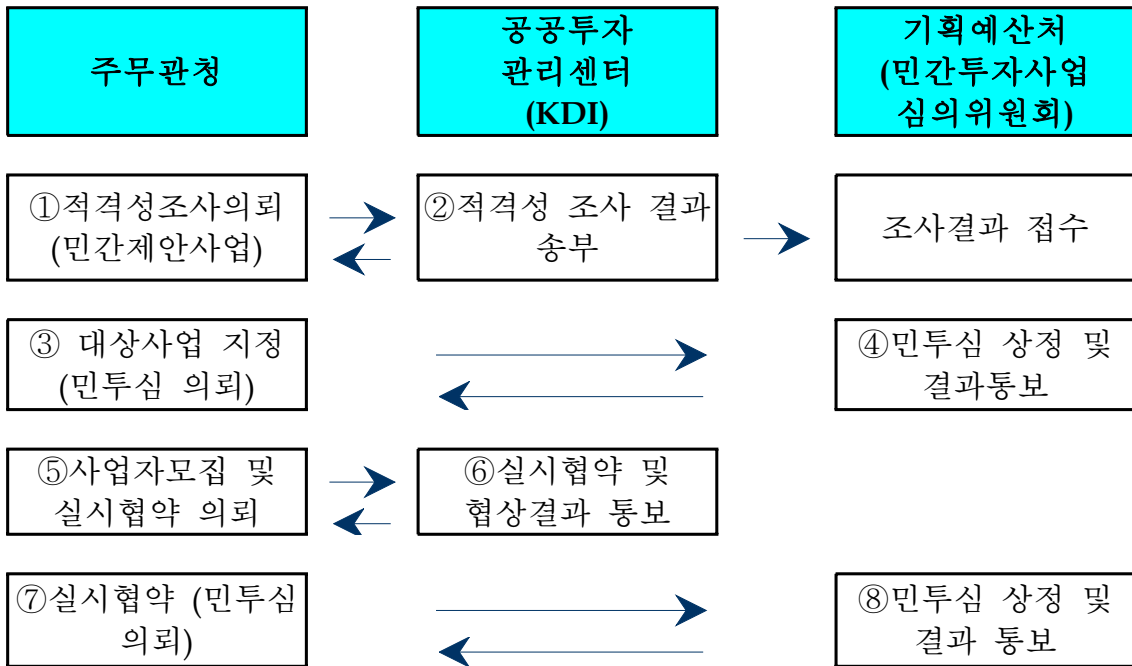 주무관청
공공투자
관리센터
(KDI)
기획예산처
(민간투자사업
심의위원회)
①적격성조사의뢰
(민간제안사업)
②적격성 조사 결과
송부
조사결과 접수
③ 대상사업 지정
(민투심 의뢰)
④민투심 상정 및
결과통보
⑤사업자모집 및
실시협약 의뢰
⑥실시협약 및
협상결과 통보
⑦실시협약 (민투심
의뢰)
⑧민투심 상정 및
결과 통보